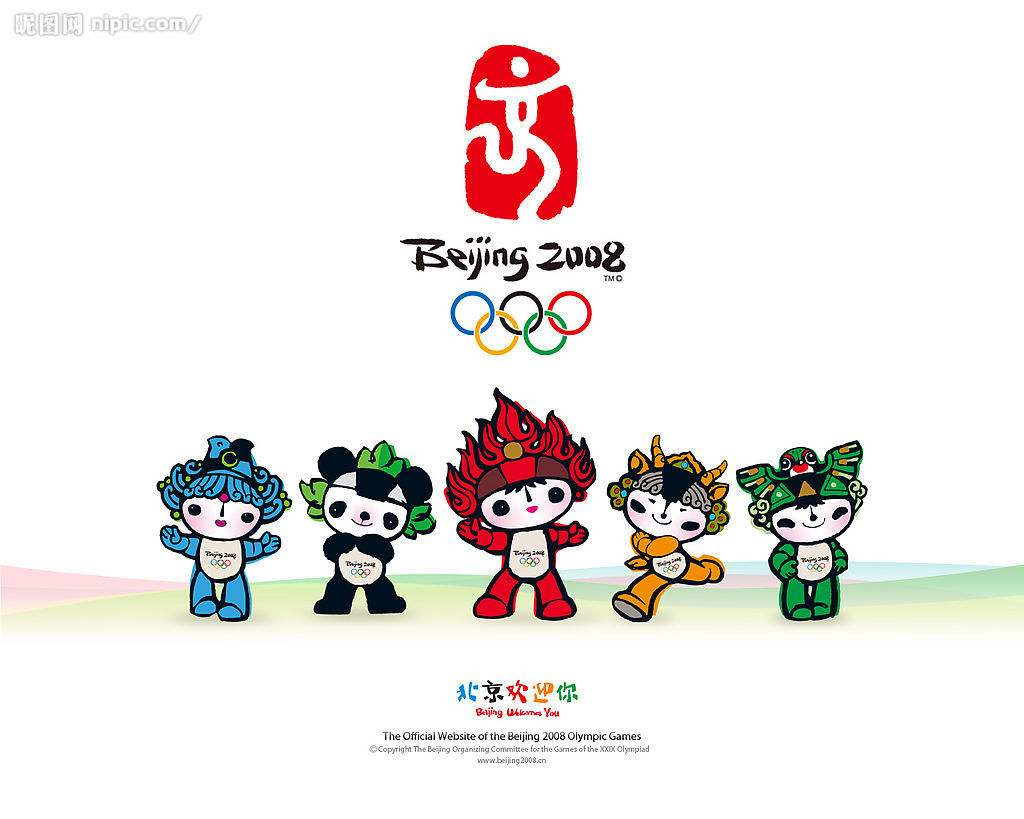 昵图网 nipic.com/
Beijing 2008
TM©
Beijing 2008
Beijing 2008
Beijing 2008
Beijing 2008
Beijing 2008
北京欢迎你
Beijing Welcomes You
The Official Website of the Beijing 2008 Olympic Games
© Copyright The Beijing Organizing Committee for the Games of the XXIX Olympiad
www.beijing2008.cn